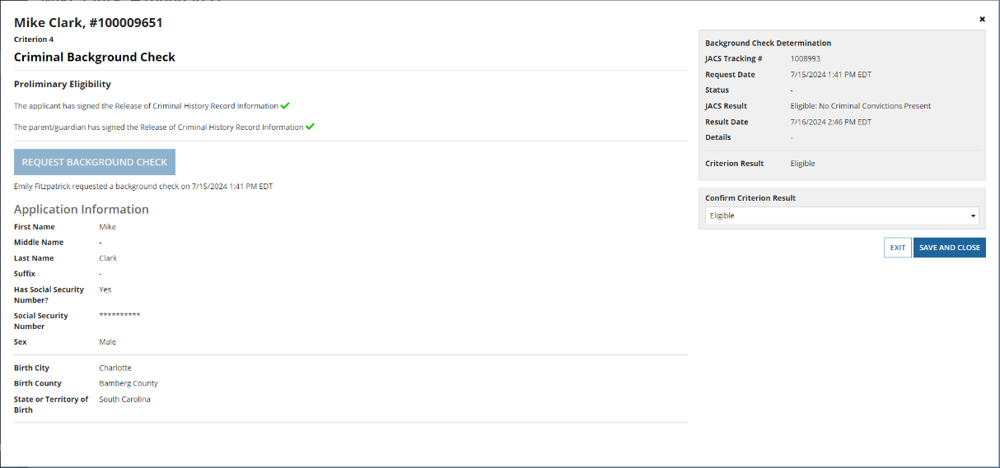 Mike Clark, #100009651
Criterion 4
Criminal Background Check
Preliminary Eligibility
The applicant has signed the Release of Criminal History Record Information
The parent/guardian has signed the Release of Criminal History Record Information
REQUEST BACKGROUND CHECK
Emily Fitzpatrick requested a background check on 7/15/2024 1:41 PM EDT
Application Information
First Name Mike
Middle Name -
Last Name Clark
Suffix -
Has Social Security Yes
Number?
Social Security **********
Number
Sex Male
Birth City Charlotte
Birth County Bamberg County
State or Territory of South Carolina
Birth
×
Background Check Determination
JACS Tracking # 1008993
Request Date 7/15/2024 1:41 PM EDT
Status -
JACS Result Eligible: No Criminal Convictions Present
Result Date 7/16/2024 2:46 PM EDT
Details -
Criterion Result Eligible
Confirm Criterion Result
Eligible
EXIT SAVE AND CLOSE